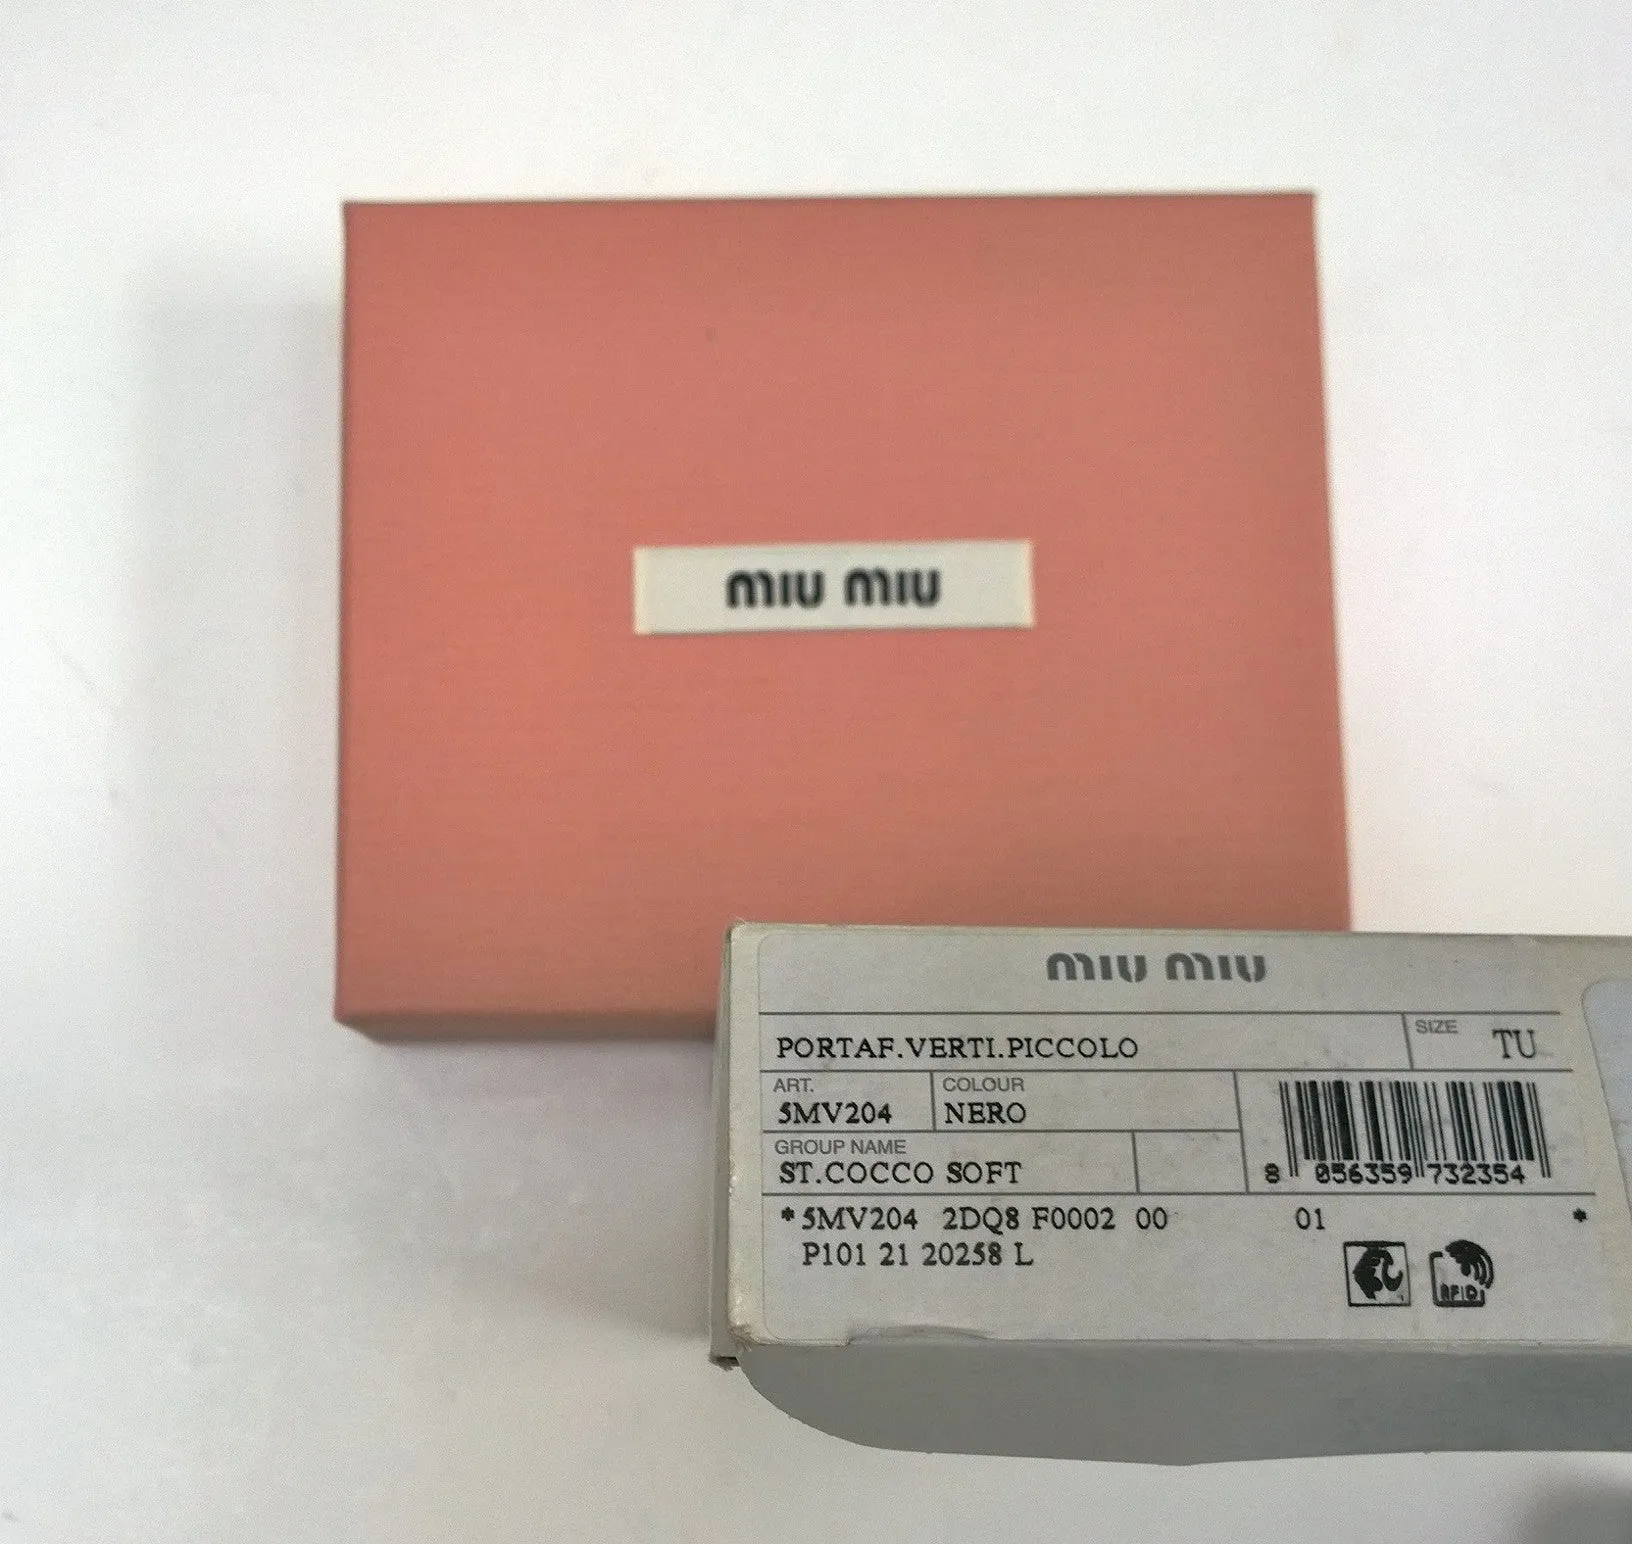 miu miu
miu miu
PORTAF.VERTI.PICCOLO
SIZE TU
ART. COLOUR
5MV204 NERO
GROUP NAME
ST.COCCO SOFT
8 056359 732354
*5MV204 2DQ8 F0002 00 01 *
P101 21 20258 L
RFID